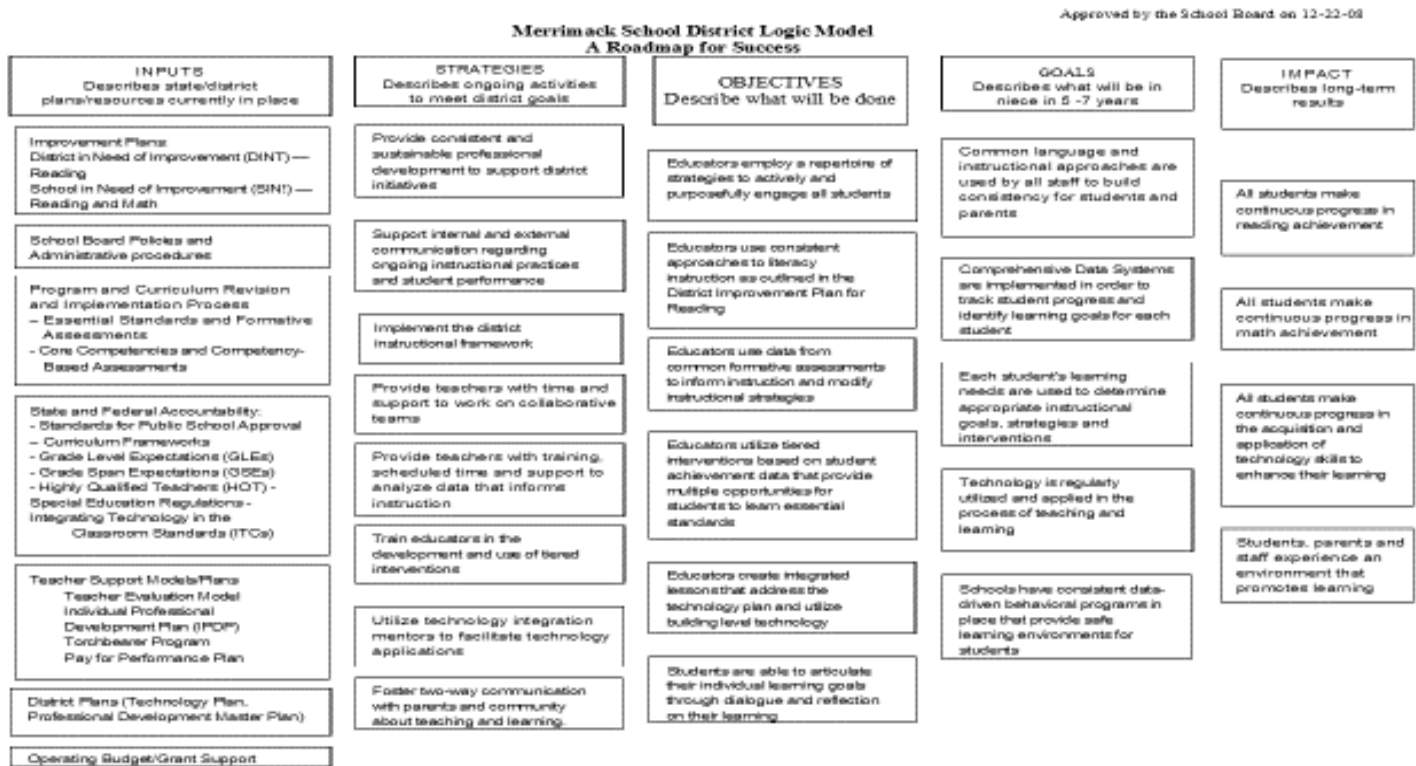 Approved by the School Board on 12-22-08
Merrimack School District Logic Model
A Roadmap for Success
INPUTS
Describes state/district
plans/resources currently in place
Improvement Plans:
District in Need of Improvement (DINT) —
Reading
School in Need of Improvement (SIN!) —
Reading and Math
School Board Policies and
Administrative procedures
Program and Curriculum Revision
and Implementation Process
– Essential Standards and Formative
Assessments
- Core Competencies and Competency-
Based Assessments
State and Federal Accountability:
- Standards for Public School Approval
– Curriculum Frameworks
- Grade Level Expectations (GLEs)
- Grade Span Expectations (GSEs)
- Highly Qualified Teachers (HOT) -
Special Education Regulations -
Integrating Technology in the
Classroom Standards (ITCs)
Teacher Support Models/Plans
Teacher Evaluation Model
Individual Professional
Development Plan (IPDP)
Torchbearer Program
Pay for Performance Plan
District Plans (Technology Plan,
Professional Development Master Plan)
Operating Budget/Grant Support
STRATEGIES
Describes ongoing activities
to meet district goals
Provide consistent and
sustainable professional
development to support district
initiatives
Support internal and external
communication regarding
ongoing instructional practices
and student performance
Implement the district
instructional framework
Provide teachers with time and
support to work on collaborative
teams
Provide teachers with training,
scheduled time and support to
analyze data that informs
instruction
Train educators in the
development and use of tiered
interventions
Utilize technology integration
mentors to facilitate technology
applications
Foster two-way communication
with parents and community
about teaching and learning.
OBJECTIVES
Describe what will be done
Educators employ a repertoire of
strategies to actively and
purposefully engage all students
Educators use consistent
approaches to literacy
instruction as outlined in the
District Improvement Plan for
Reading
Educators use data from
common formative assessments
to inform instruction and modify
instructional strategies
Educators utilize tiered
interventions based on student
achievement data that provide
multiple opportunities for
students to learn essential
standards
Educators create integrated
lessons that address the
technology plan and utilize
building level technology
Students are able to articulate
their individual learning goals
through dialogue and reflection
on their learning
GOALS
Describes what will be in
niece in 5 -7 years
Common language and
instructional approaches are
used by all staff to build
consistency for students and
parents
Comprehensive Data Systems
are implemented in order to
track student progress and
identify learning goals for each
student
Each student's learning
needs are used to determine
appropriate instructional
goals, strategies and
interventions
Technology is regularly
utilized and applied in the
process of teaching and
learning
Schools have consistent data-
driven behavioral programs in
place that provide safe
learning environments for
students
IMPACT
Describes long-term
results
All students make
continuous progress in
reading achievement
All students make
continuous progress in
math achievement
All students make
continuous progress in
the acquisition and
application of
technology skills to
enhance their learning
Students, parents and
staff experience an
environment that
promotes learning